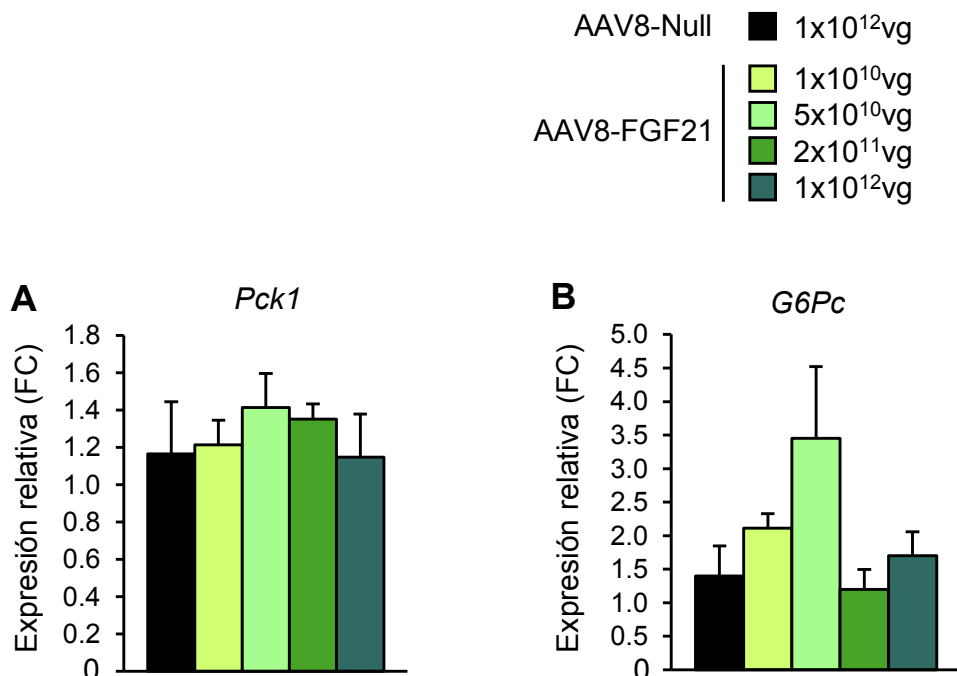 AAV8-Null 1x10¹²vg
1x10¹⁰vg
5x10¹⁰vg
AAV8-FGF21
2x10¹¹vg
1x10¹²vg
A Pck1
Expresión relativa (FC)
1.8
1.6
1.4
1.2
1.0
0.8
0.6
0.4
0.2
0
B G6Pc
Expresión relativa (FC)
5.0
4.5
4.0
3.5
3.0
2.5
2.0
1.5
1.0
0.5
0